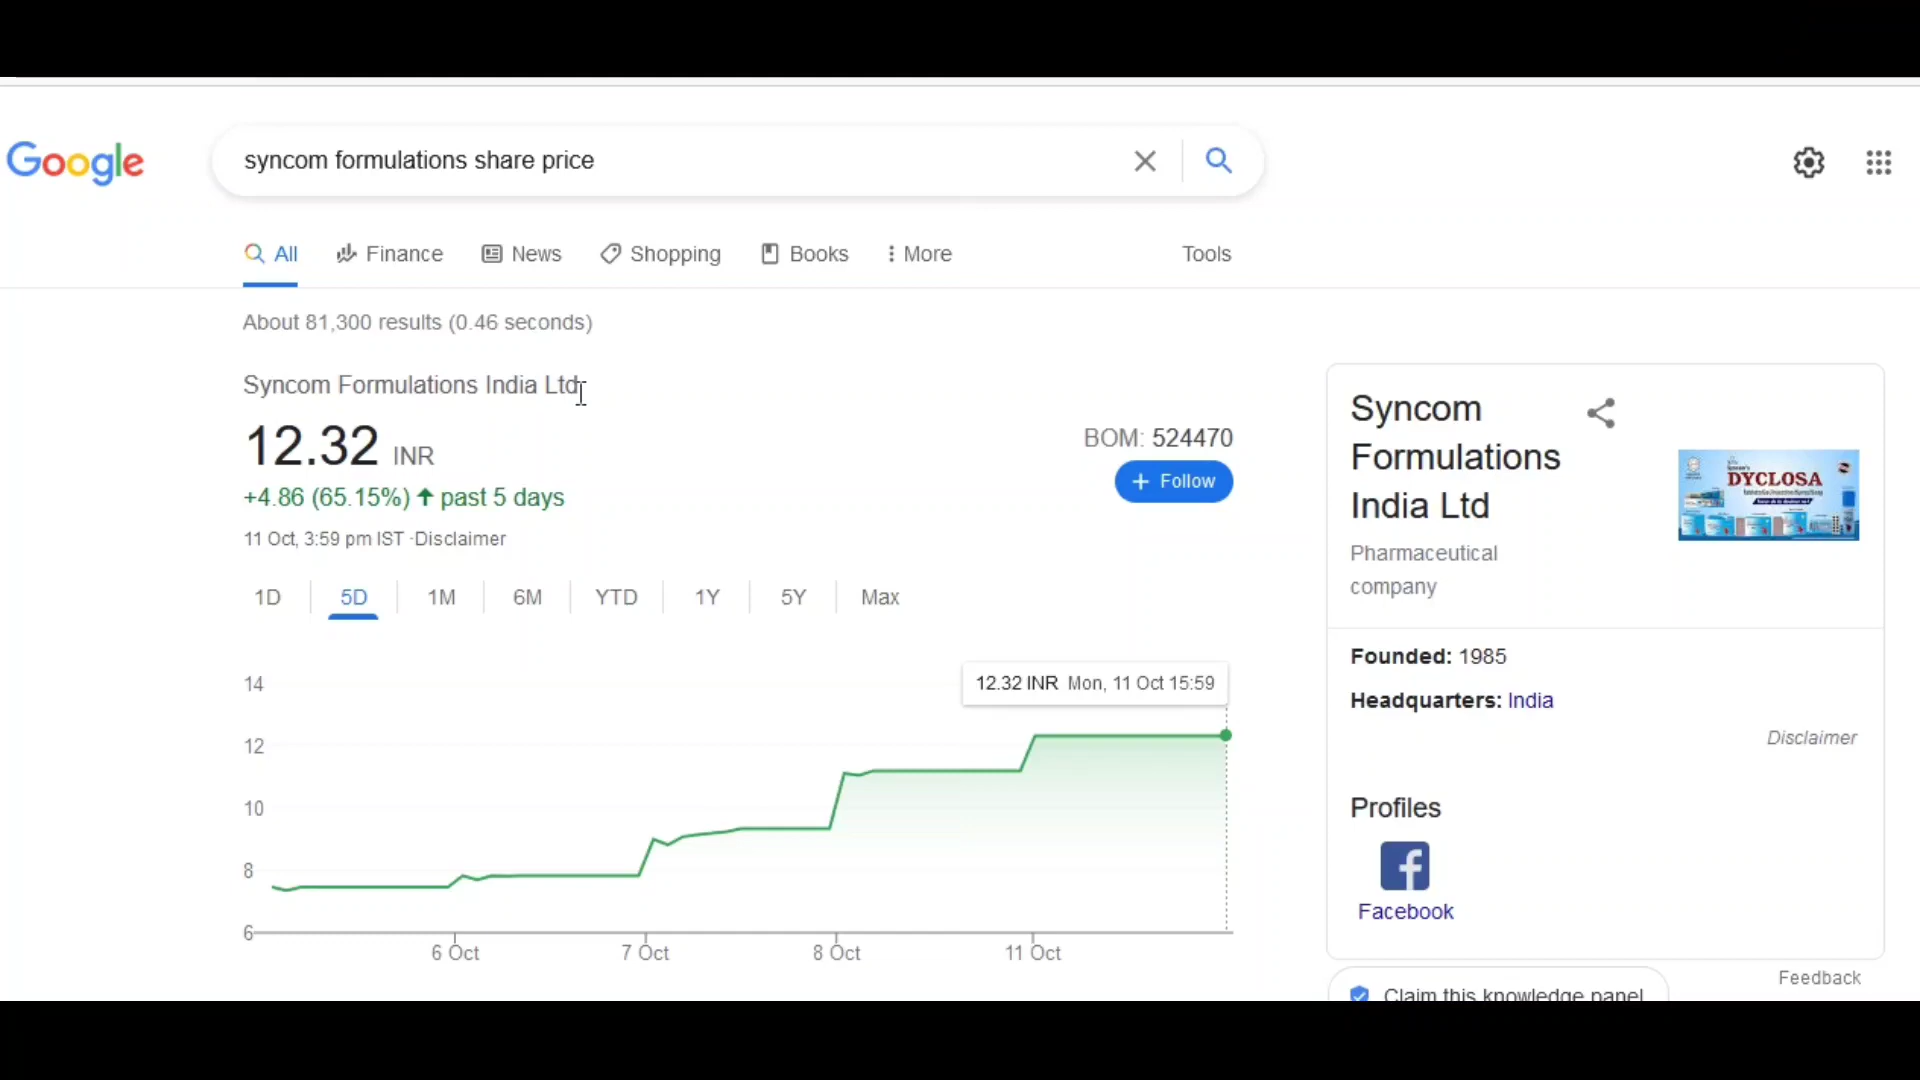 Google
syncom formulations share price
All
Finance
News
Shopping
Books
More
Tools
About 81,300 results (0.46 seconds)
Syncom Formulations India Ltd
12.32 INR
+4.86 (65.15%) ↑ past 5 days
11 Oct, 3:59 pm IST ·Disclaimer
BOM: 524470
+ Follow
1D
5D
1M
6M
YTD
1Y
5Y
Max
12.32 INR Mon, 11 Oct 15:59
14
12
10
8
6
6 Oct
7 Oct
8 Oct
11 Oct
Syncom
Formulations
India Ltd
Pharmaceutical
company
DYCLOSA
Founded: 1985
Headquarters: India
Disclaimer
Profiles
Facebook
Feedback
Claim this knowledge panel